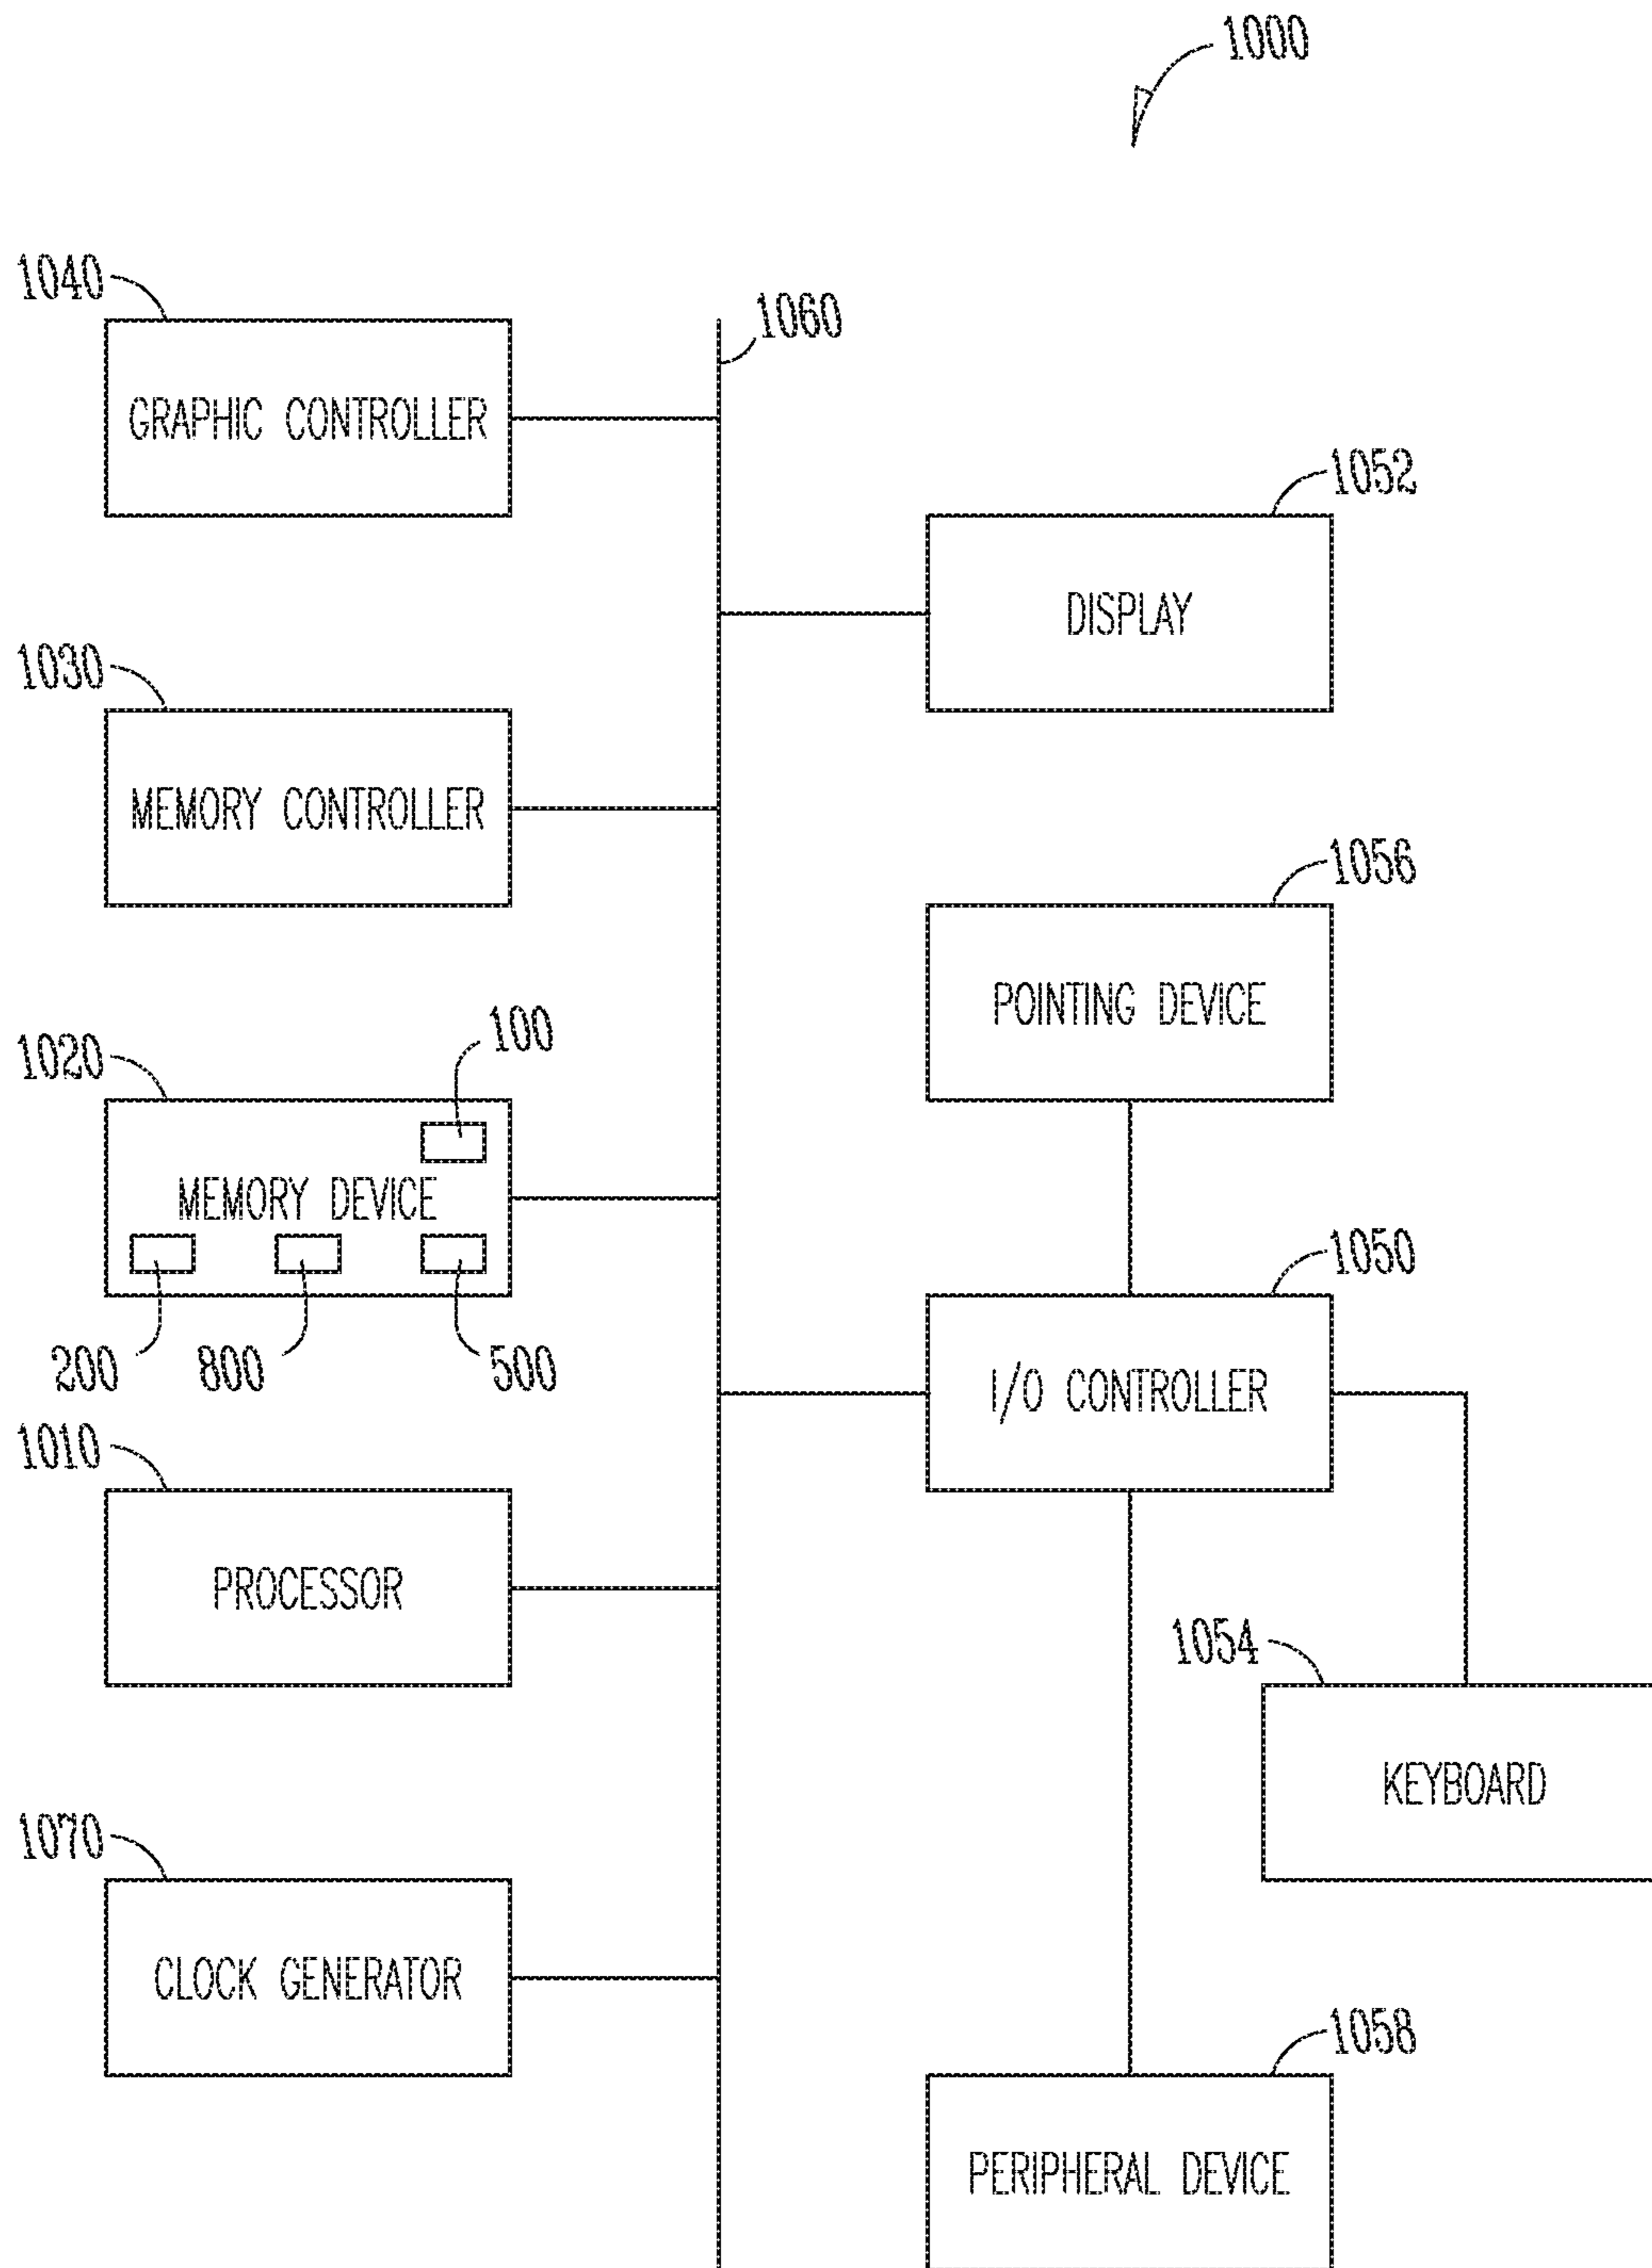 1000
1040
1060
GRAPHIC CONTROLLER
1052
DISPLAY
1030
MEMORY CONTROLLER
1056
POINTING DEVICE
100
1020
MEMORY DEVICE
1050
200
800
500
I/O CONTROLLER
1010
PROCESSOR
1054
KEYBOARD
1070
CLOCK GENERATOR
1058
PERIPHERAL DEVICE